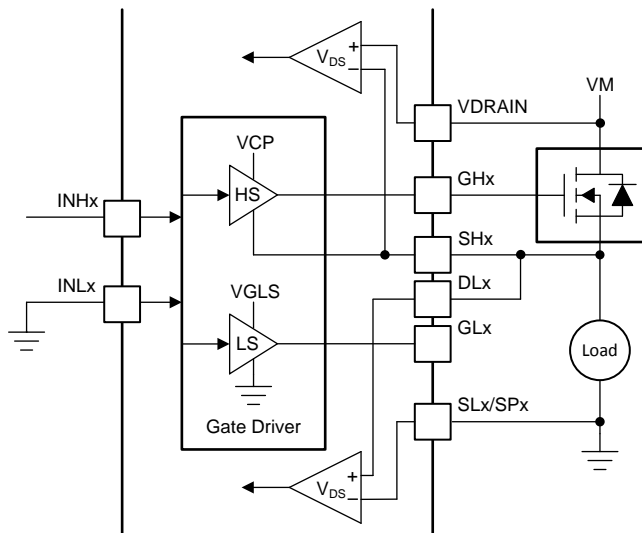 VDS
+
−
VM
VDRAIN
VCP
HS
GHx
INHx
SHx
DLx
INLx
VGLS
GLx
LS
Load
SLx/SPx
Gate Driver
VDS
+
−